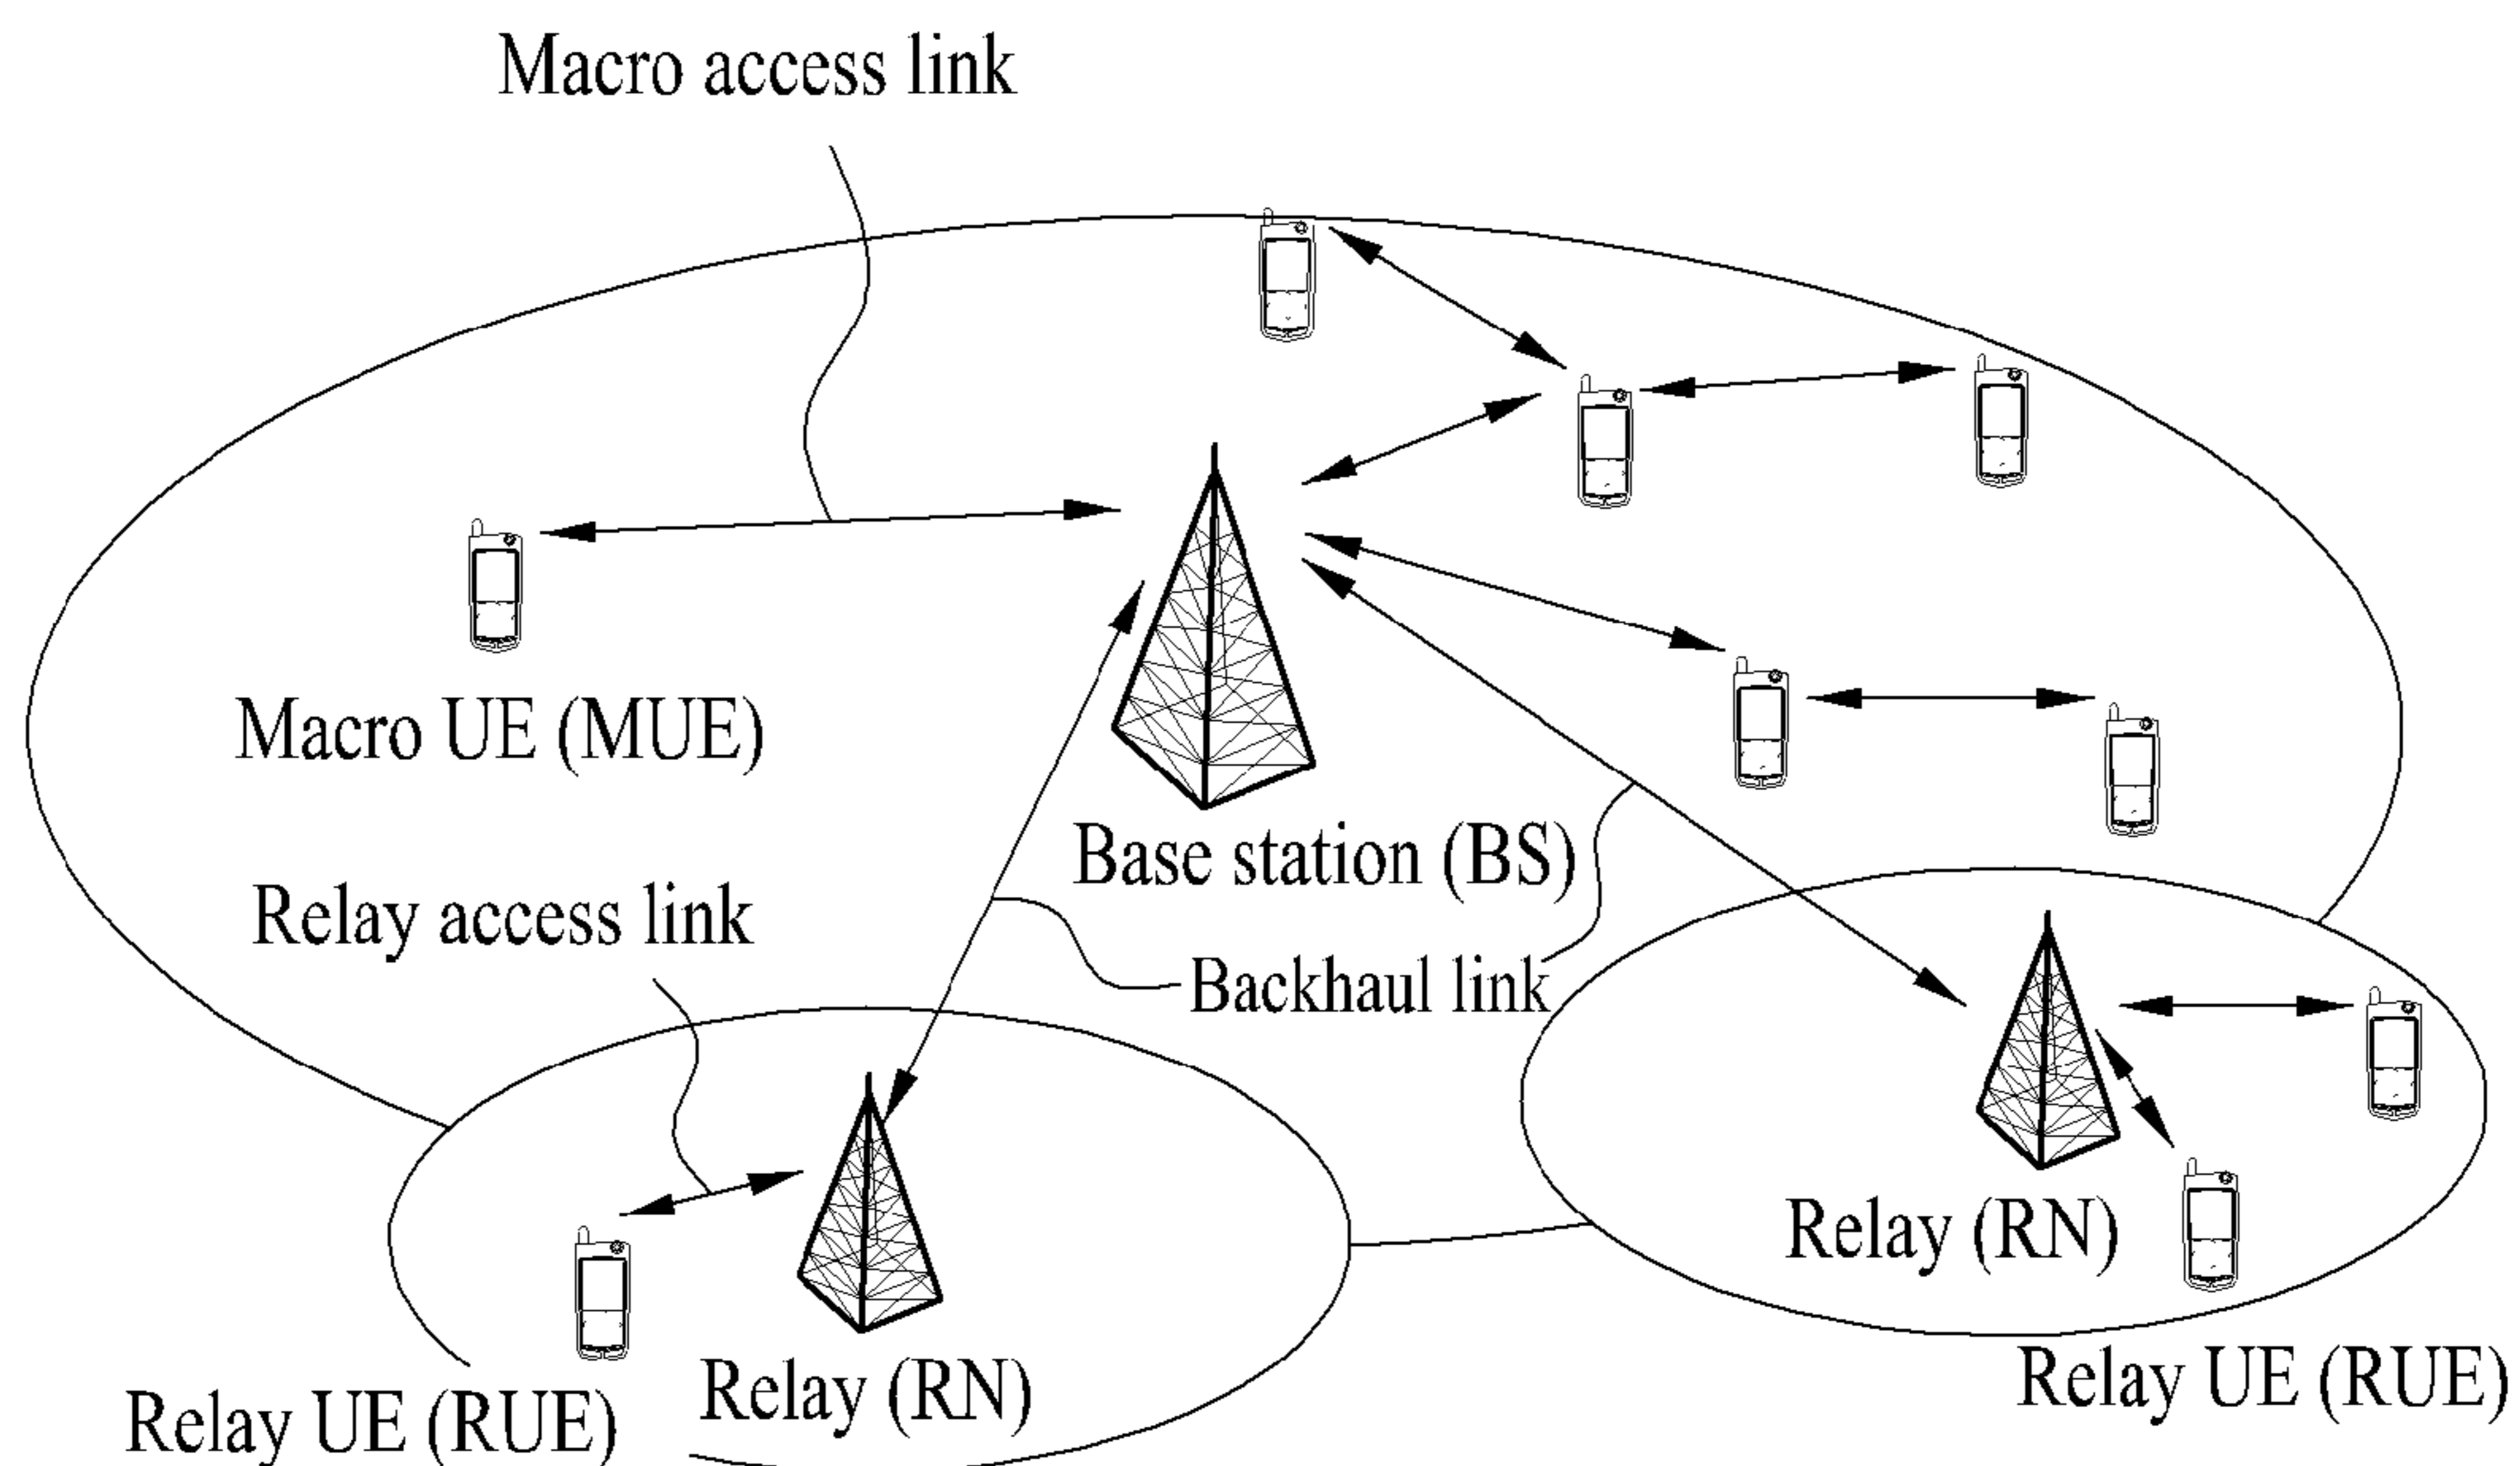 Macro access link
Macro UE (MUE)
Base station (BS)
Relay access link
Backhaul link
Relay (RN)
Relay UE (RUE)
Relay (RN)
Relay UE (RUE)